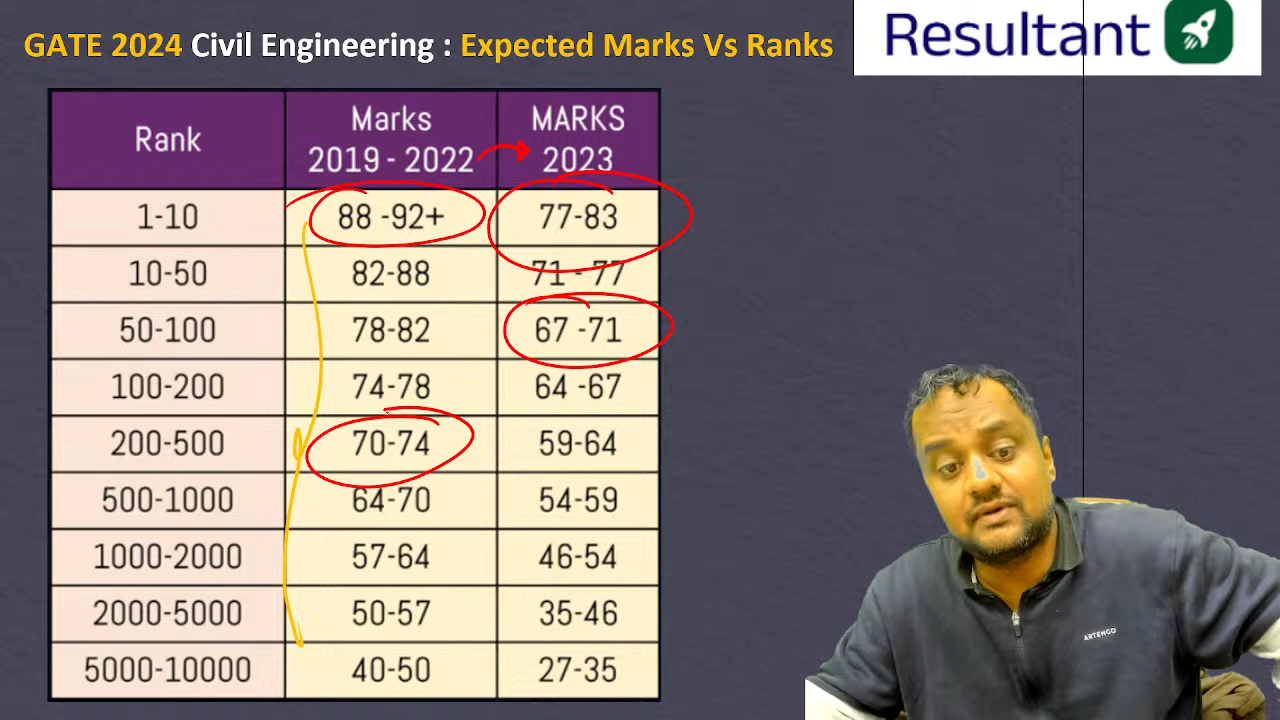 GATE 2024 Civil Engineering : Expected Marks Vs Ranks
Resultant
Rank Marks 2019 - 2022 MARKS 2023
1-10 88 -92+ 77-83
10-50 82-88 71 - 77
50-100 78-82 67 -71
100-200 74-78 64 -67
200-500 70-74 59-64
500-1000 64-70 54-59
1000-2000 57-64 46-54
2000-5000 50-57 35-46
5000-10000 40-50 27-35
ARTENGO